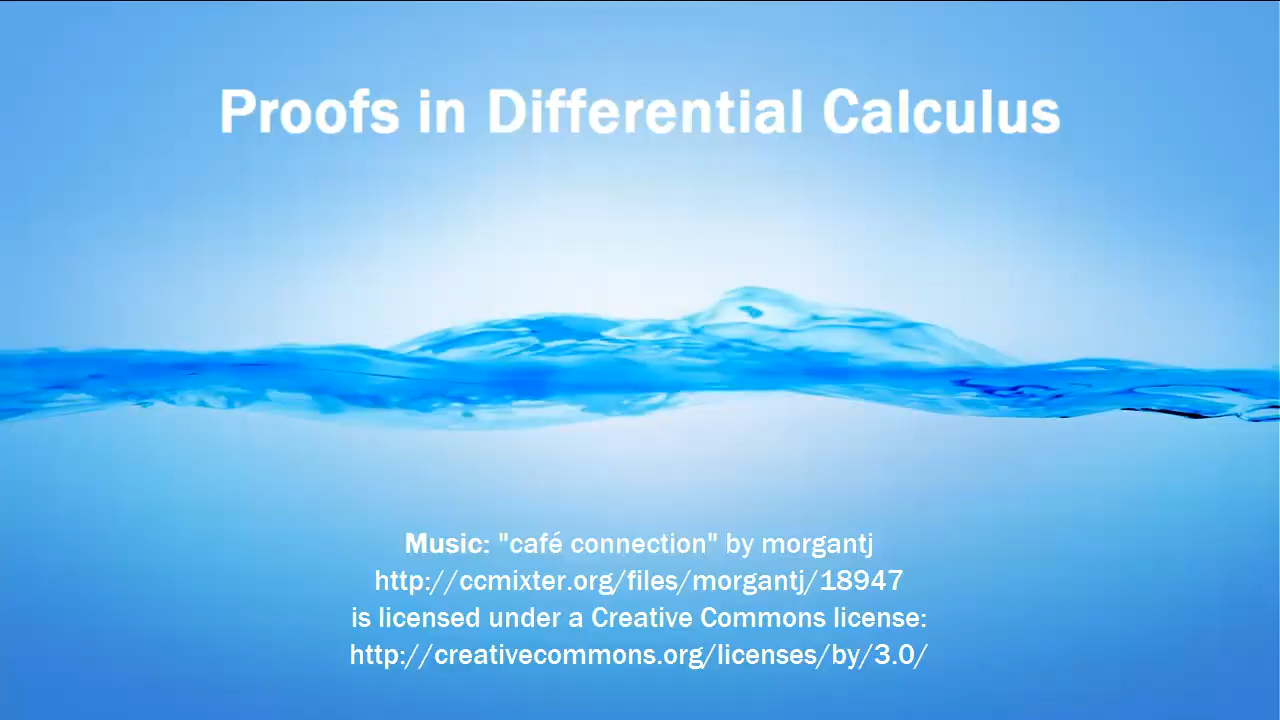 Proofs in Differential Calculus
Music: "café connection" by morgantj
http://ccmixter.org/files/morgantj/18947
is licensed under a Creative Commons license:
http://creativecommons.org/licenses/by/3.0/